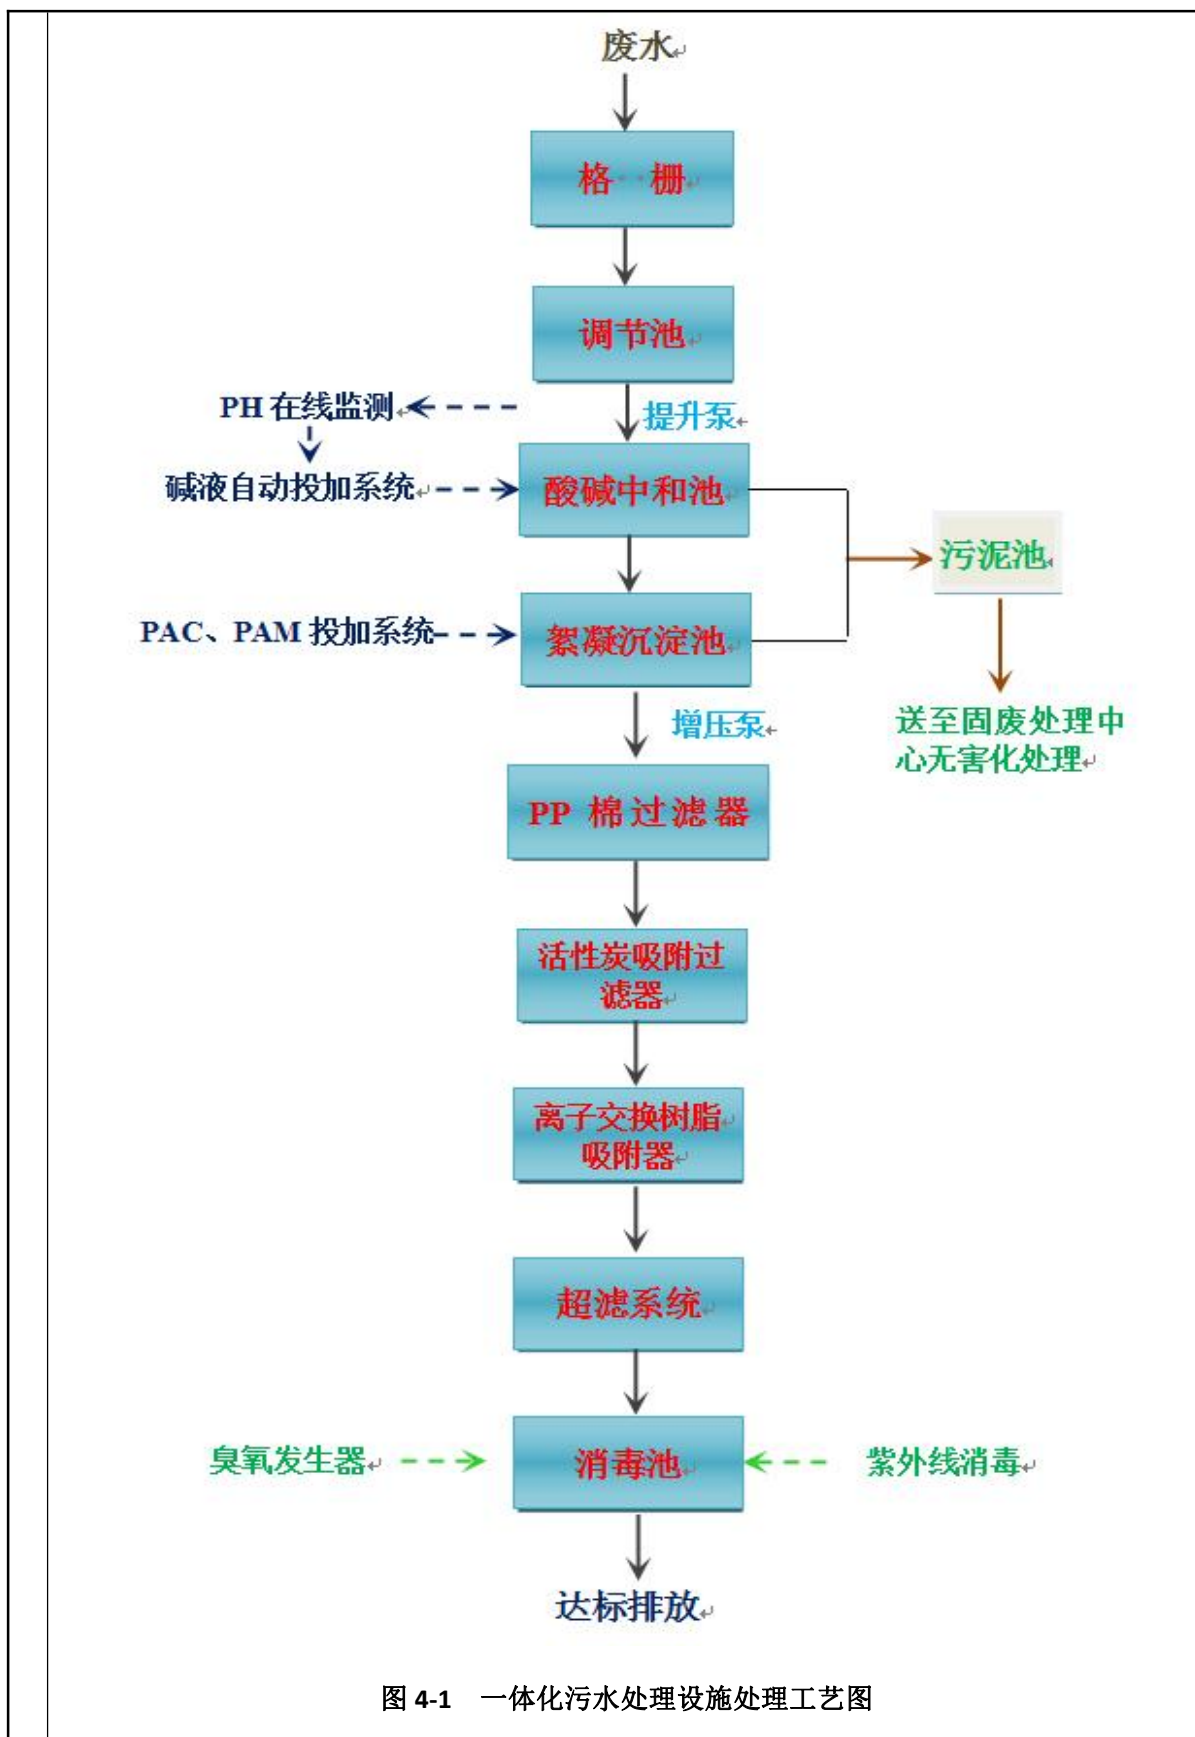 废水
格 栅
调节池
PH 在线监测
提升泵
碱液自动投加系统
酸碱中和池
污泥池
PAC、PAM 投加系统
絮凝沉淀池
增压泵
送至固废处理中
心无害化处理
PP 棉过滤器
活性炭吸附过
滤器
离子交换树脂
吸附器
超滤系统
臭氧发生器
消毒池
紫外线消毒
达标排放
图 4-1 一体化污水处理设施处理工艺图